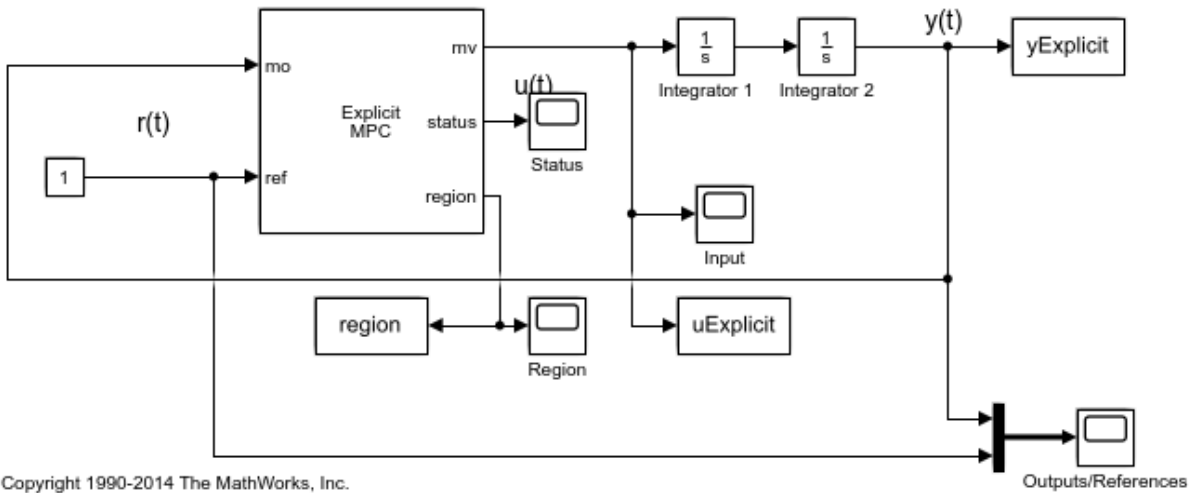 y(t)
mv
1
s
1
s
yExplicit
mo
Integrator 1
Integrator 2
u(t)
Explicit
MPC
status
r(t)
Status
1
ref
region
Input
region
uExplicit
Region
Outputs/References
Copyright 1990-2014 The MathWorks, Inc.